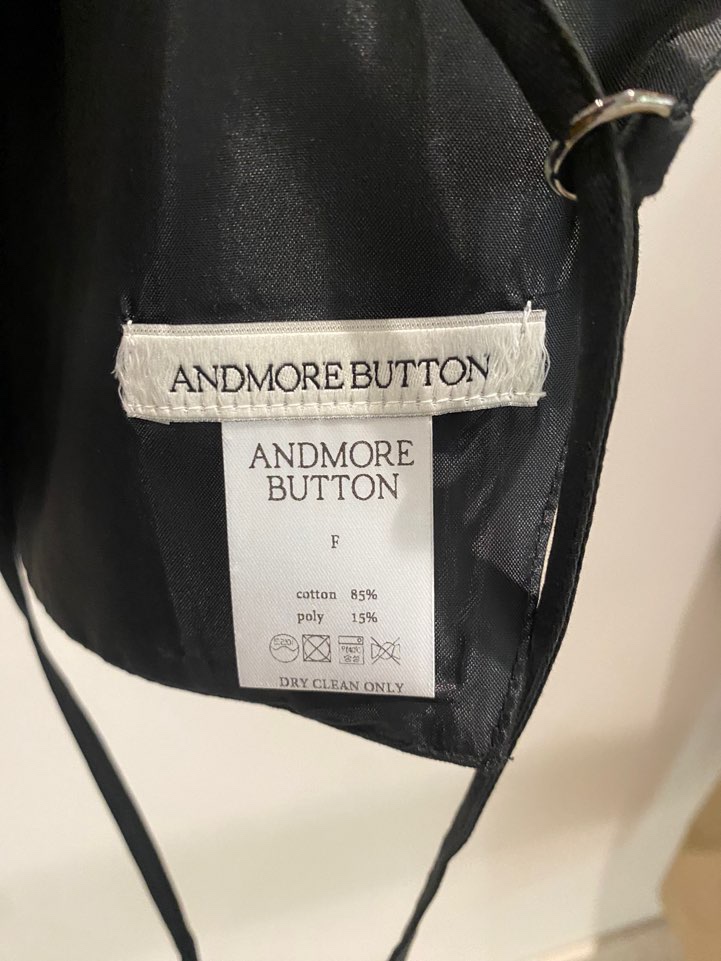 ANDMORE BUTTON
ANDMORE
BUTTON
F
cotton 85%
poly 15%
DRY CLEAN ONLY